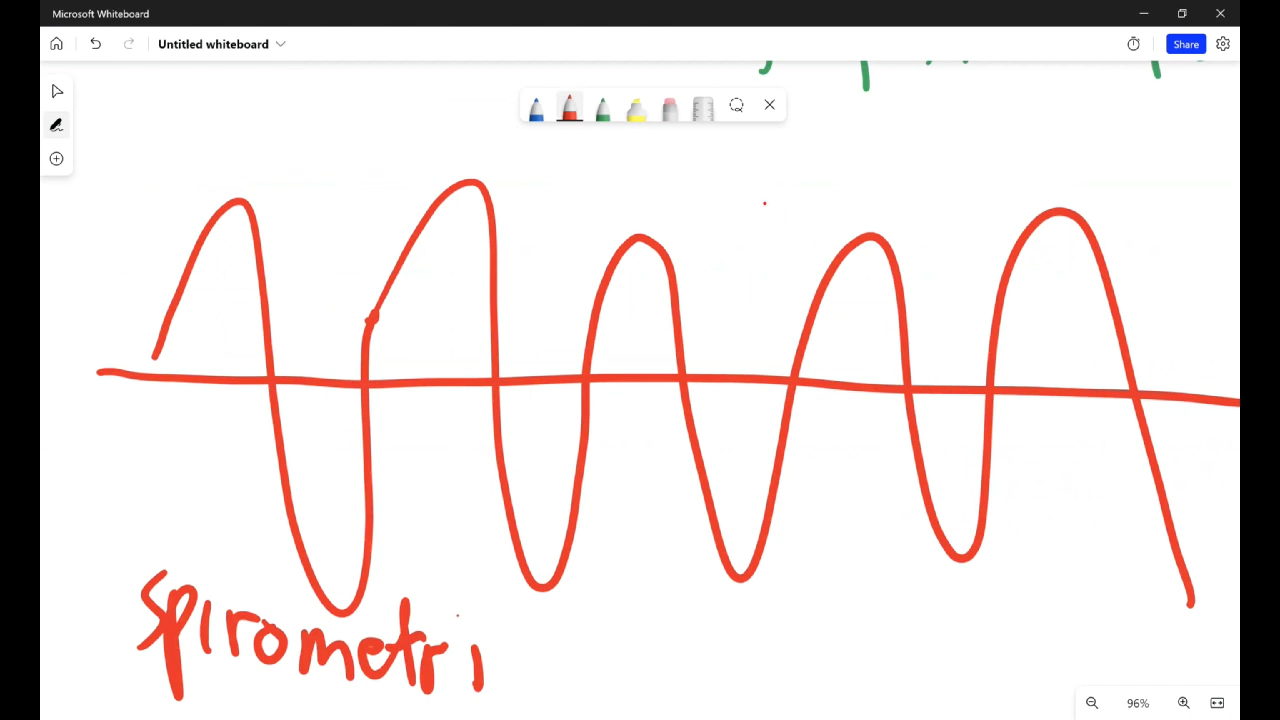 Microsoft Whiteboard
Untitled whiteboard
Share
Spirometri
96%